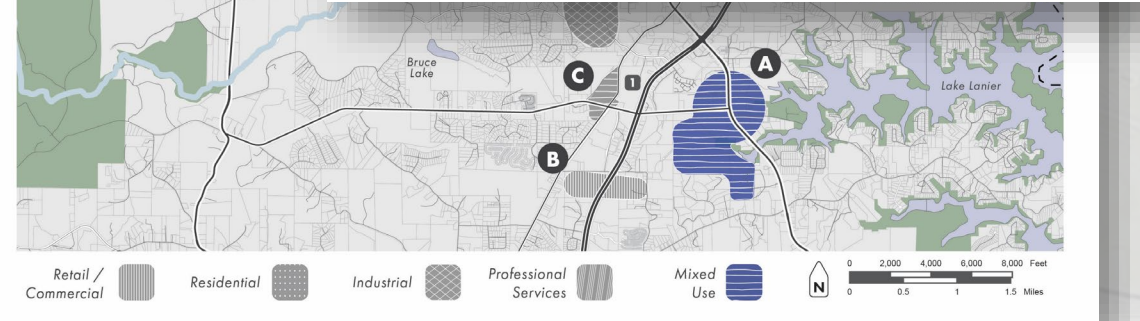 Bruce
Lake
C
1
A
Lake Lanier
B
Retail /
Commercial
Residential
Industrial
Professional
Services
Mixed
Use
N
0 2,000 4,000 6,000 8,000 Feet
0 0.5 1 1.5 Miles